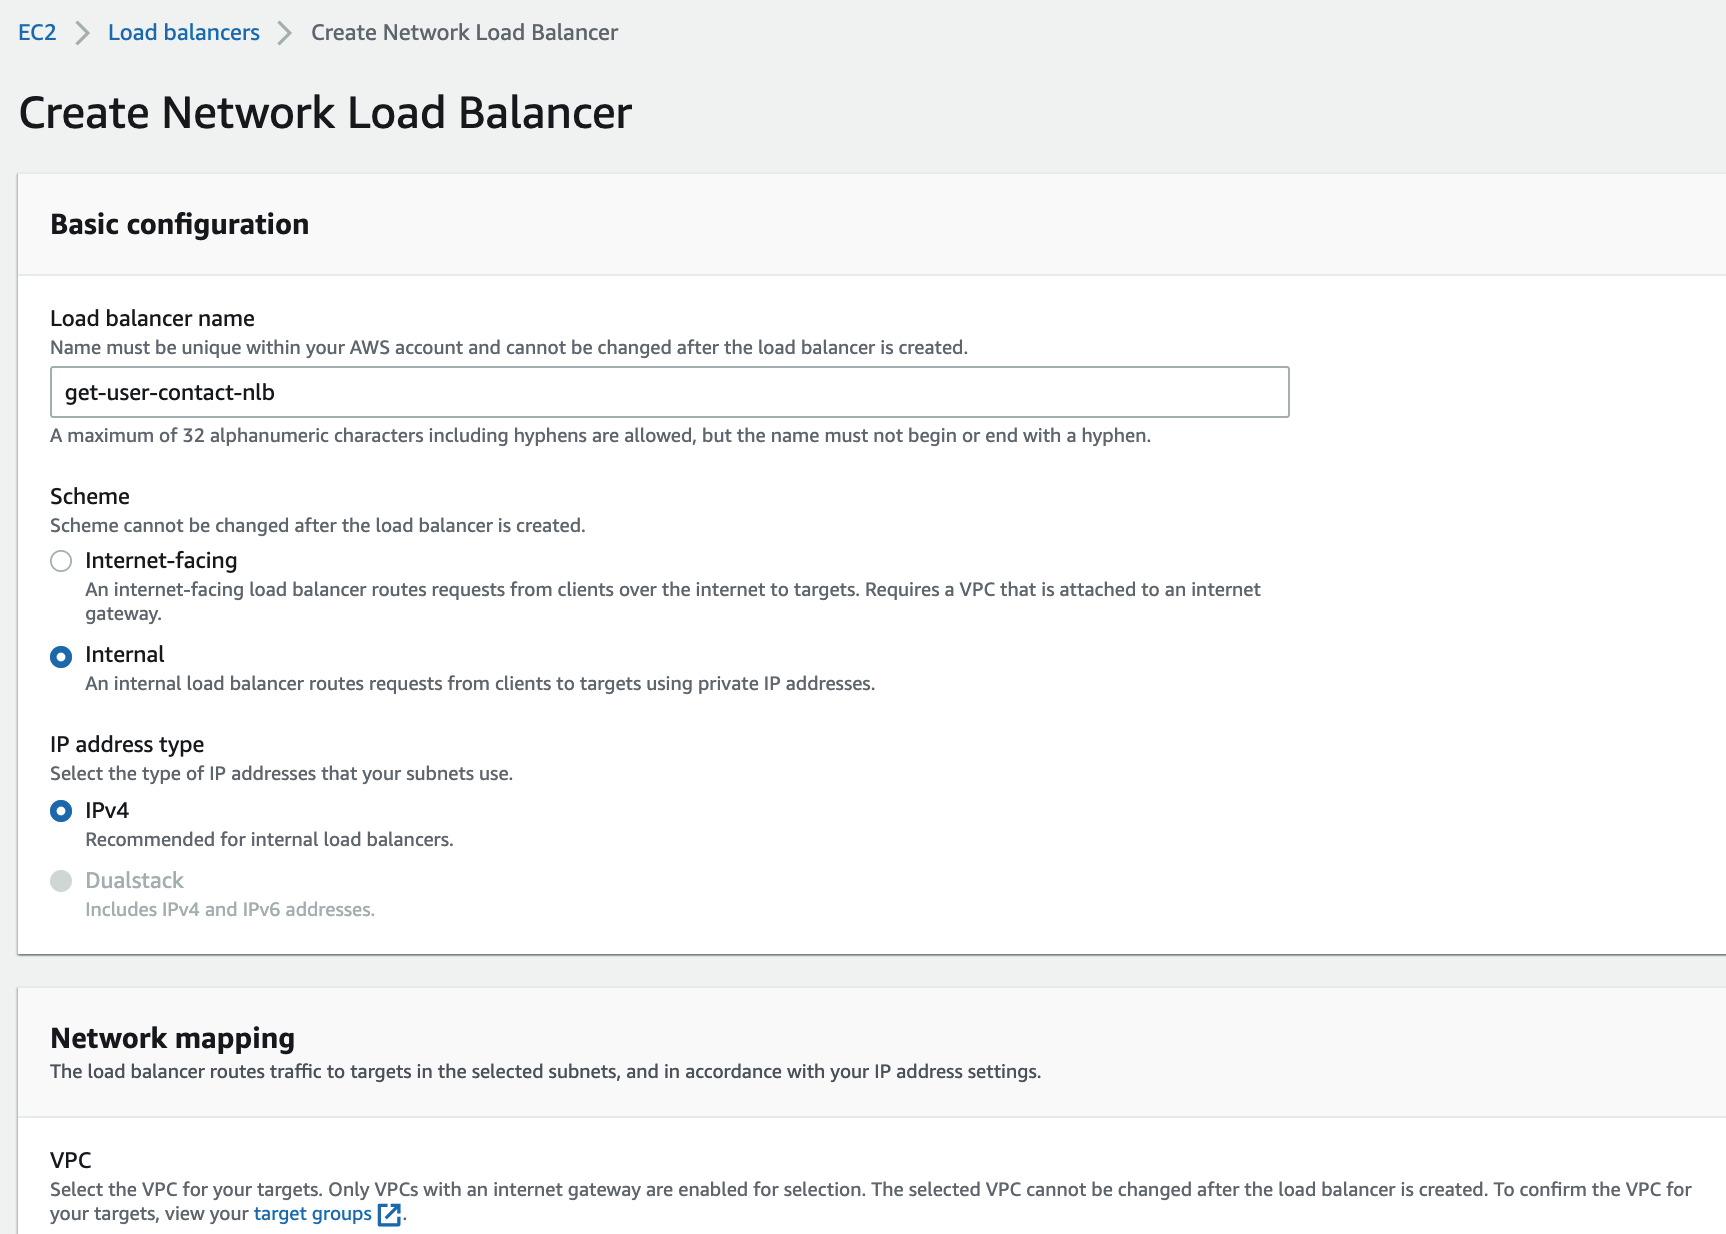 EC2 > Load balancers > Create Network Load Balancer
Create Network Load Balancer
Basic configuration
Load balancer name
Name must be unique within your AWS account and cannot be changed after the load balancer is created.
get-user-contact-nlb
A maximum of 32 alphanumeric characters including hyphens are allowed, but the name must not begin or end with a hyphen.
Scheme
Scheme cannot be changed after the load balancer is created.
Internet-facing
An internet-facing load balancer routes requests from clients over the internet to targets. Requires a VPC that is attached to an internet
gateway.
Internal
An internal load balancer routes requests from clients to targets using private IP addresses.
IP address type
Select the type of IP addresses that your subnets use.
IPv4
Recommended for internal load balancers.
Dualstack
Includes IPv4 and IPv6 addresses.
Network mapping
The load balancer routes traffic to targets in the selected subnets, and in accordance with your IP address settings.
VPC
Select the VPC for your targets. Only VPCs with an internet gateway are enabled for selection. The selected VPC cannot be changed after the load balancer is created. To confirm the VPC for
your targets, view your target groups.